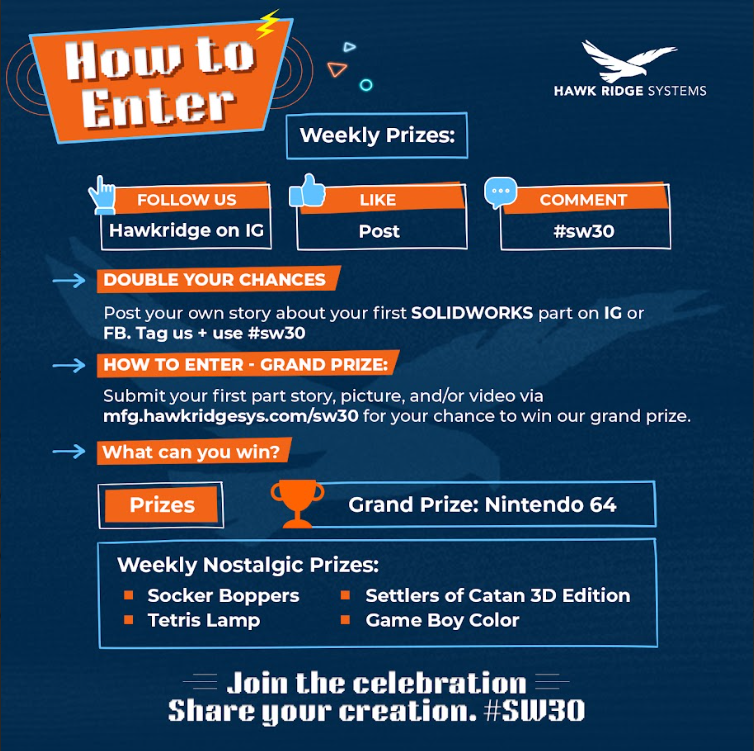 How to
Enter
HAWK RIDGE SYSTEMS
Weekly Prizes:
FOLLOW US
Hawkridge on IG
LIKE
Post
COMMENT
#sw30
DOUBLE YOUR CHANCES
Post your own story about your first SOLIDWORKS part on IG or
FB. Tag us + use #sw30
HOW TO ENTER - GRAND PRIZE:
Submit your first part story, picture, and/or video via
mfg.hawkridgesys.com/sw30 for your chance to win our grand prize.
What can you win?
Prizes
Grand Prize: Nintendo 64
Weekly Nostalgic Prizes:
Socker Boppers
Settlers of Catan 3D Edition
Tetris Lamp
Game Boy Color
Join the celebration
Share your creation. #SW30